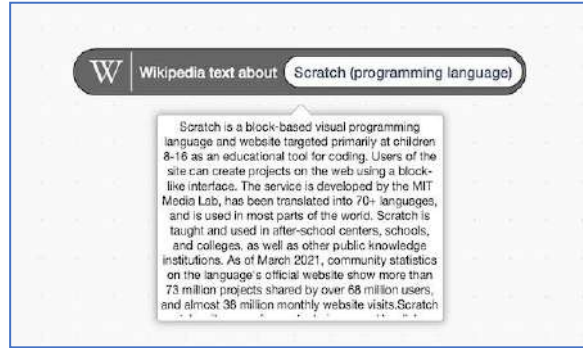 W Wikipedia text about Scratch (programming language)
Scratch is a block-based visual programming
language and website targeted primarily at children
8-16 as an educational tool for coding. Users of the
site can create projects on the web using a block-
like interface. The service is developed by the MIT
Media Lab, has been translated into 70+ languages,
and is used in most parts of the world. Scratch is
taught and used in after-school centers, schools,
and colleges, as well as other public knowledge
institutions. As of March 2021, community statistics
on the language's official website show more than
73 million projects shared by over 68 million users,
and almost 38 million monthly website visits.Scratch